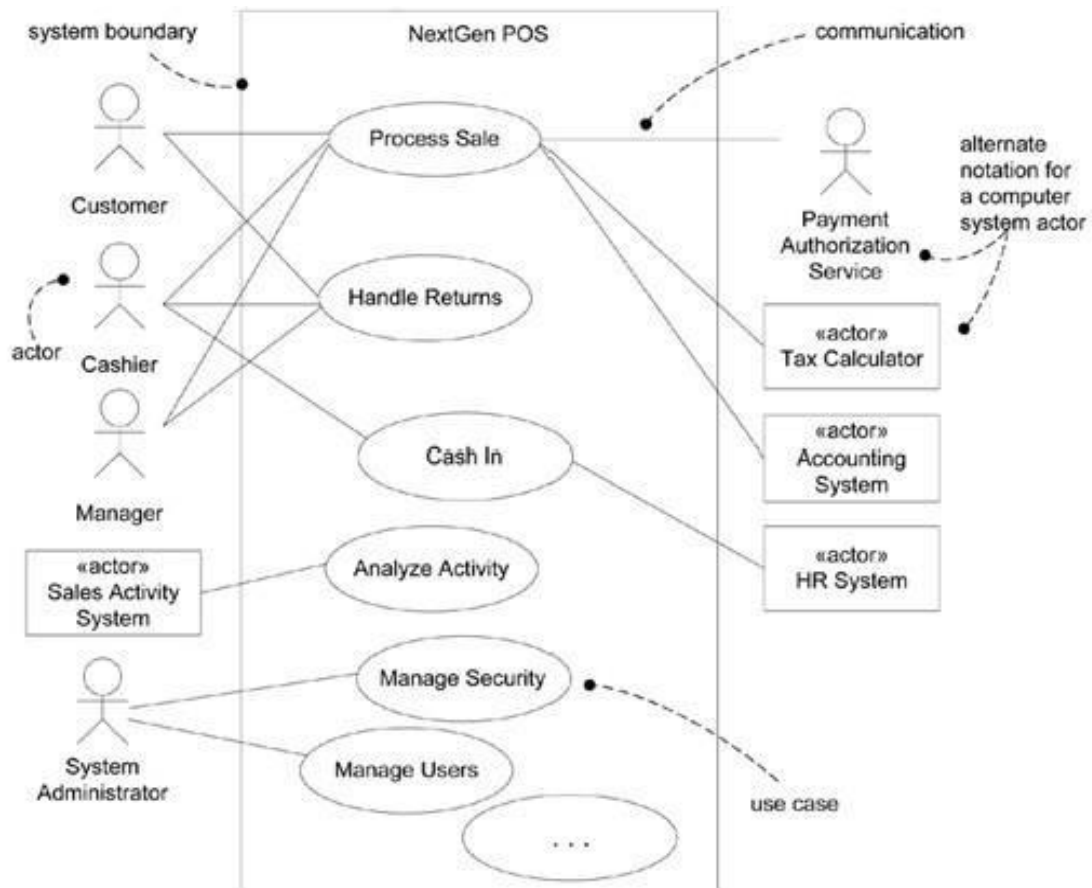 system boundary
NextGen POS
communication
Process Sale
Customer
alternate
notation for
a computer
system actor
Payment
Authorization
Service
Handle Returns
actor
Cashier
«actor»
Tax Calculator
Cash In
«actor»
Accounting
System
Manager
«actor»
Sales Activity
System
Analyze Activity
«actor»
HR System
Manage Security
System
Administrator
Manage Users
use case
. . .